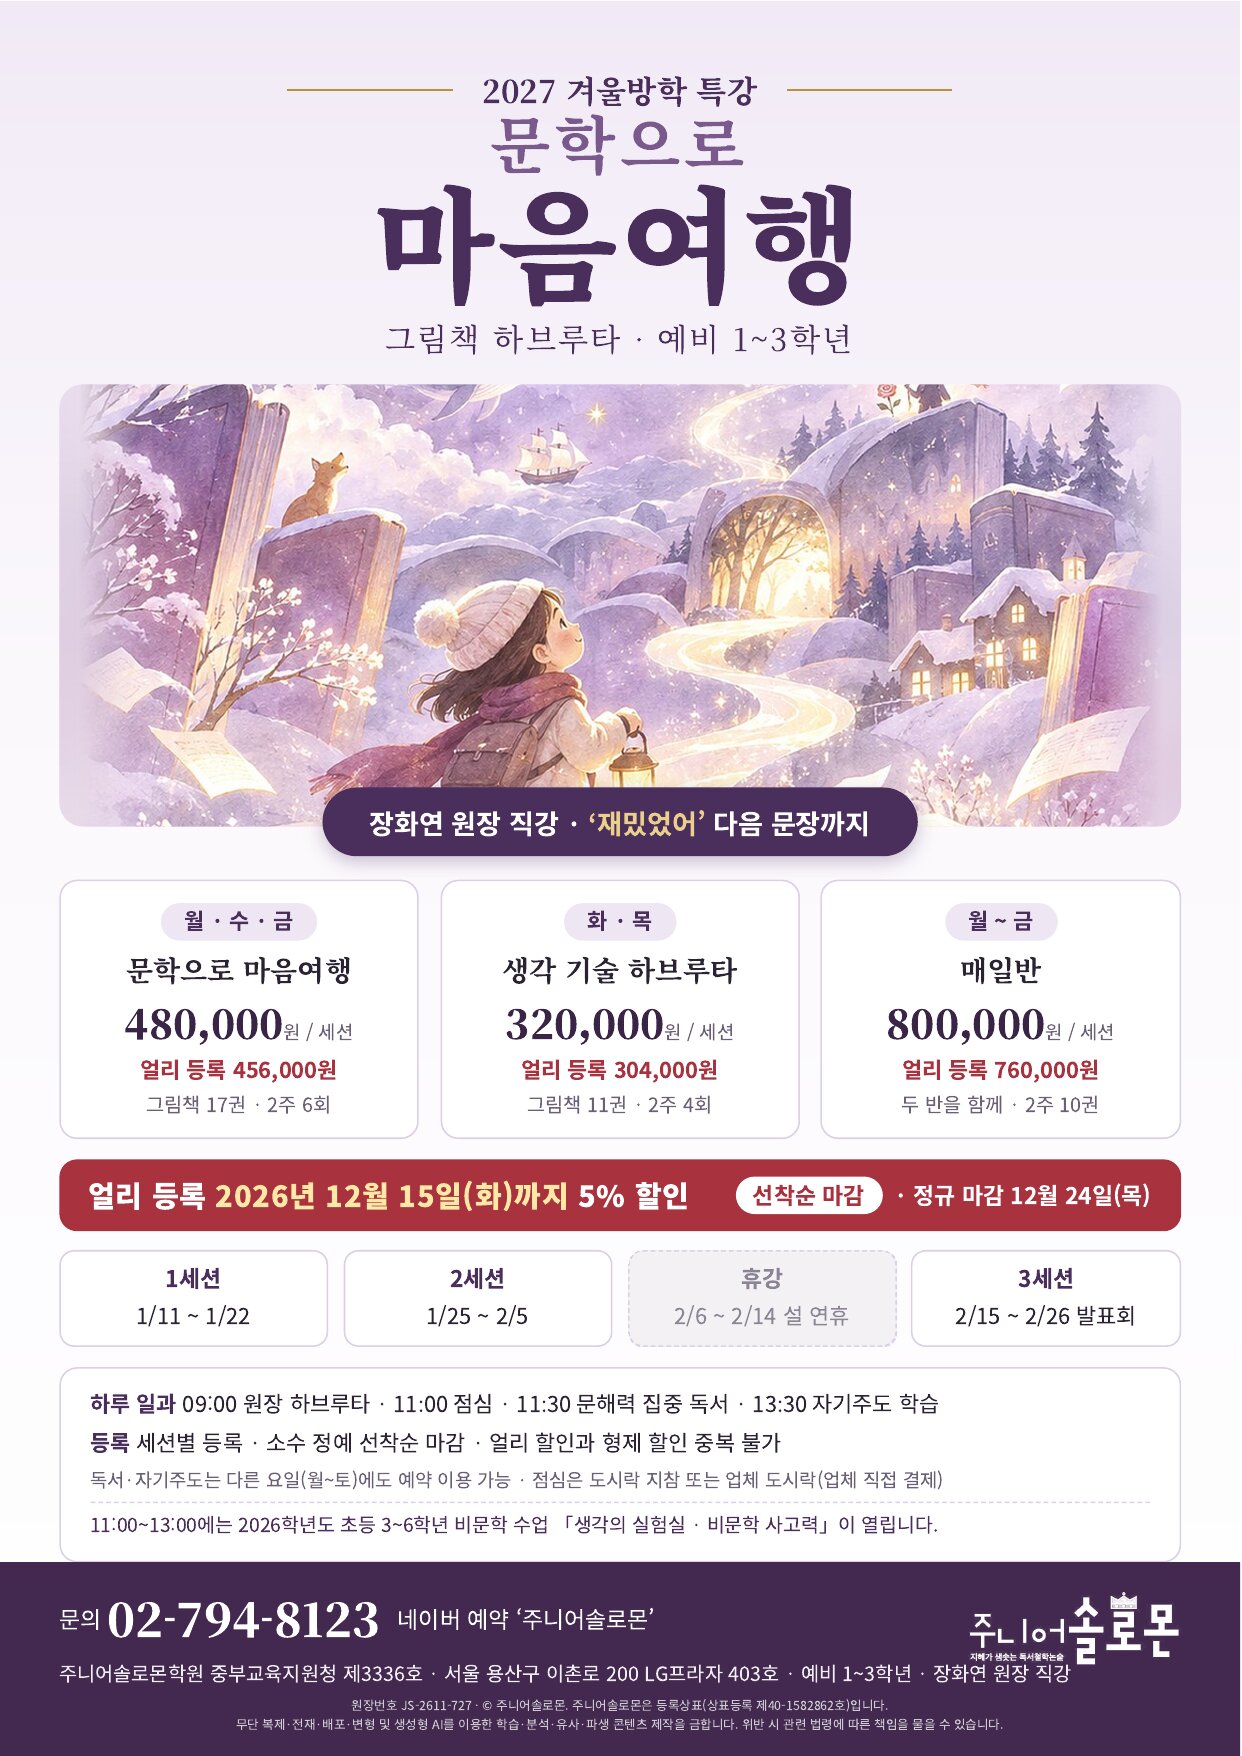 2027 겨울방학 특강
문학으로
마음여행
그림책 하브루타 · 예비 1~3학년
장화연 원장 직강 · ‘재밌었어’ 다음 문장까지
월 · 수 · 금
문학으로 마음여행
480,000원 / 세션
얼리 등록 456,000원
그림책 17권 · 2주 6회
화 · 목
생각 기술 하브루타
320,000원 / 세션
얼리 등록 304,000원
그림책 11권 · 2주 4회
월 ~ 금
매일반
800,000원 / 세션
얼리 등록 760,000원
두 반을 함께 · 2주 10권
얼리 등록 2026년 12월 15일(화)까지 5% 할인 선착순 마감 · 정규 마감 12월 24일(목)
1세션
1/11 ~ 1/22
2세션
1/25 ~ 2/5
휴강
2/6 ~ 2/14 설 연휴
3세션
2/15 ~ 2/26 발표회
하루 일과 09:00 원장 하브루타 · 11:00 점심 · 11:30 문해력 집중 독서 · 13:30 자기주도 학습
등록 세션별 등록 · 소수 정예 선착순 마감 · 얼리 할인과 형제 할인 중복 불가
독서·자기주도는 다른 요일(월~토)에도 예약 이용 가능 · 점심은 도시락 지참 또는 업체 도시락(업체 직접 결제)
11:00~13:00에는 2026학년도 초등 3~6학년 비문학 수업 「생각의 실험실 · 비문학 사고력」이 열립니다.
문의 02-794-8123 네이버 예약 ‘주니어솔로몬’
주니어솔로몬
지혜가 샘솟는 독서철학논술
주니어솔로몬학원 중부교육지원청 제3336호 · 서울 용산구 이촌로 200 LG프라자 403호 · 예비 1~3학년 · 장화연 원장 직강
원장번호 JS-2611-727 · © 주니어솔로몬. 주니어솔로몬은 등록상표(상표등록 제40-1582862호)입니다.
무단 복제·전재·배포·변형 및 생성형 AI를 이용한 학습·분석·유사·파생 콘텐츠 제작을 금합니다. 위반 시 관련 법령에 따른 책임을 물을 수 있습니다.